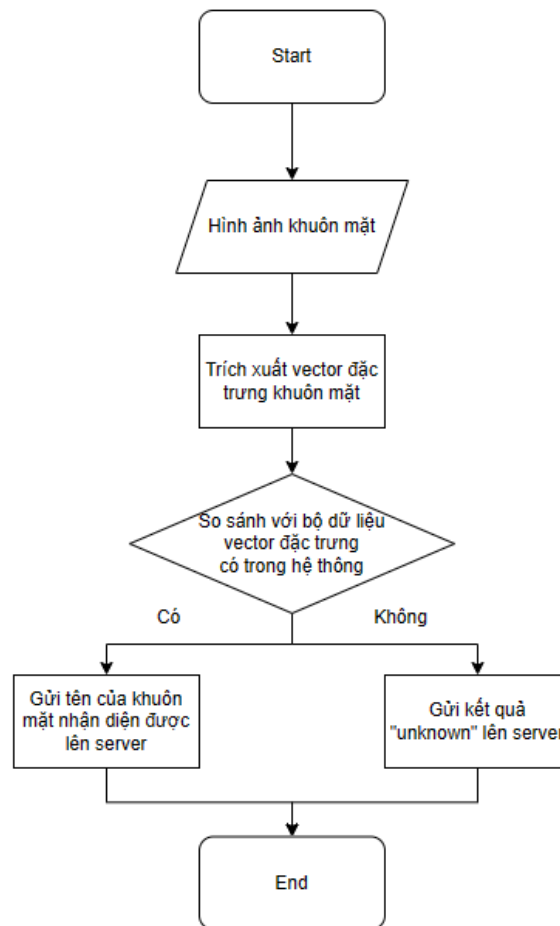 Start
Hình ảnh khuôn mặt
Trích xuất vector đặc
trưng khuôn mặt
So sánh với bộ dữ liệu
vector đặc trưng
có trong hệ thông
Có
Không
Gửi tên của khuôn
mặt nhận diện được
lên server
Gửi kết quả
"unknown" lên server
End